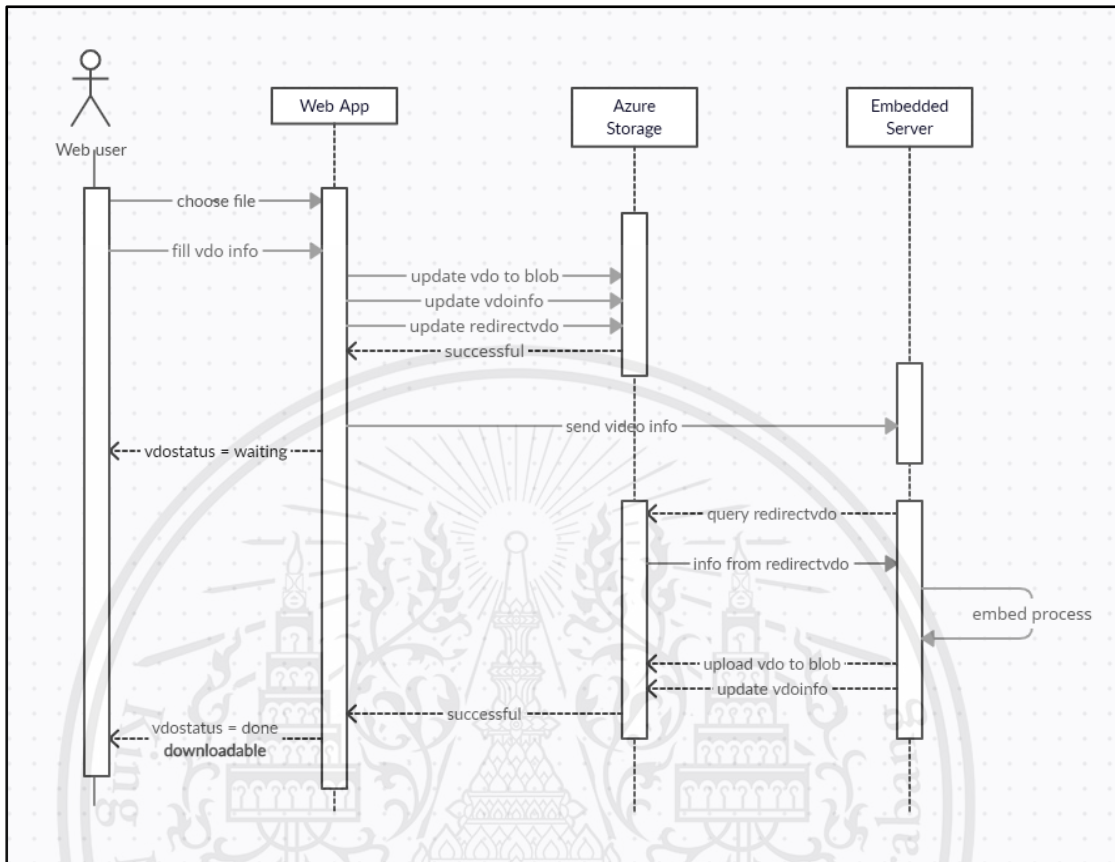 Web user
Web App
Azure
Storage
Embedded
Server
choose file
fill vdo info
update vdo to blob
update vdoinfo
update redirectvdo
successful
send video info
vdostatus = waiting
query redirectvdo
info from redirectvdo
embed process
upload vdo to blob
update vdoinfo
successful
vdostatus = done
downloadable
King
abang